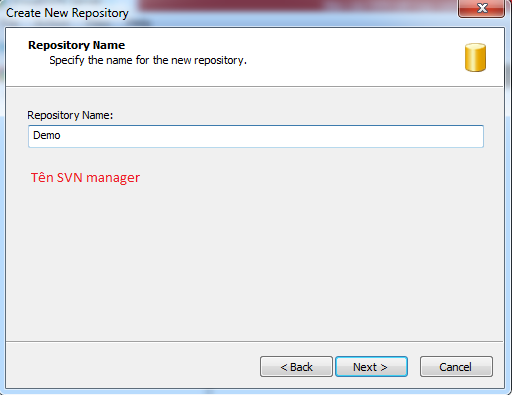 Create New Repository
Repository Name
Specify the name for the new repository.
Repository Name:
Demo
Tên SVN manager
< Back
Next >
Cancel